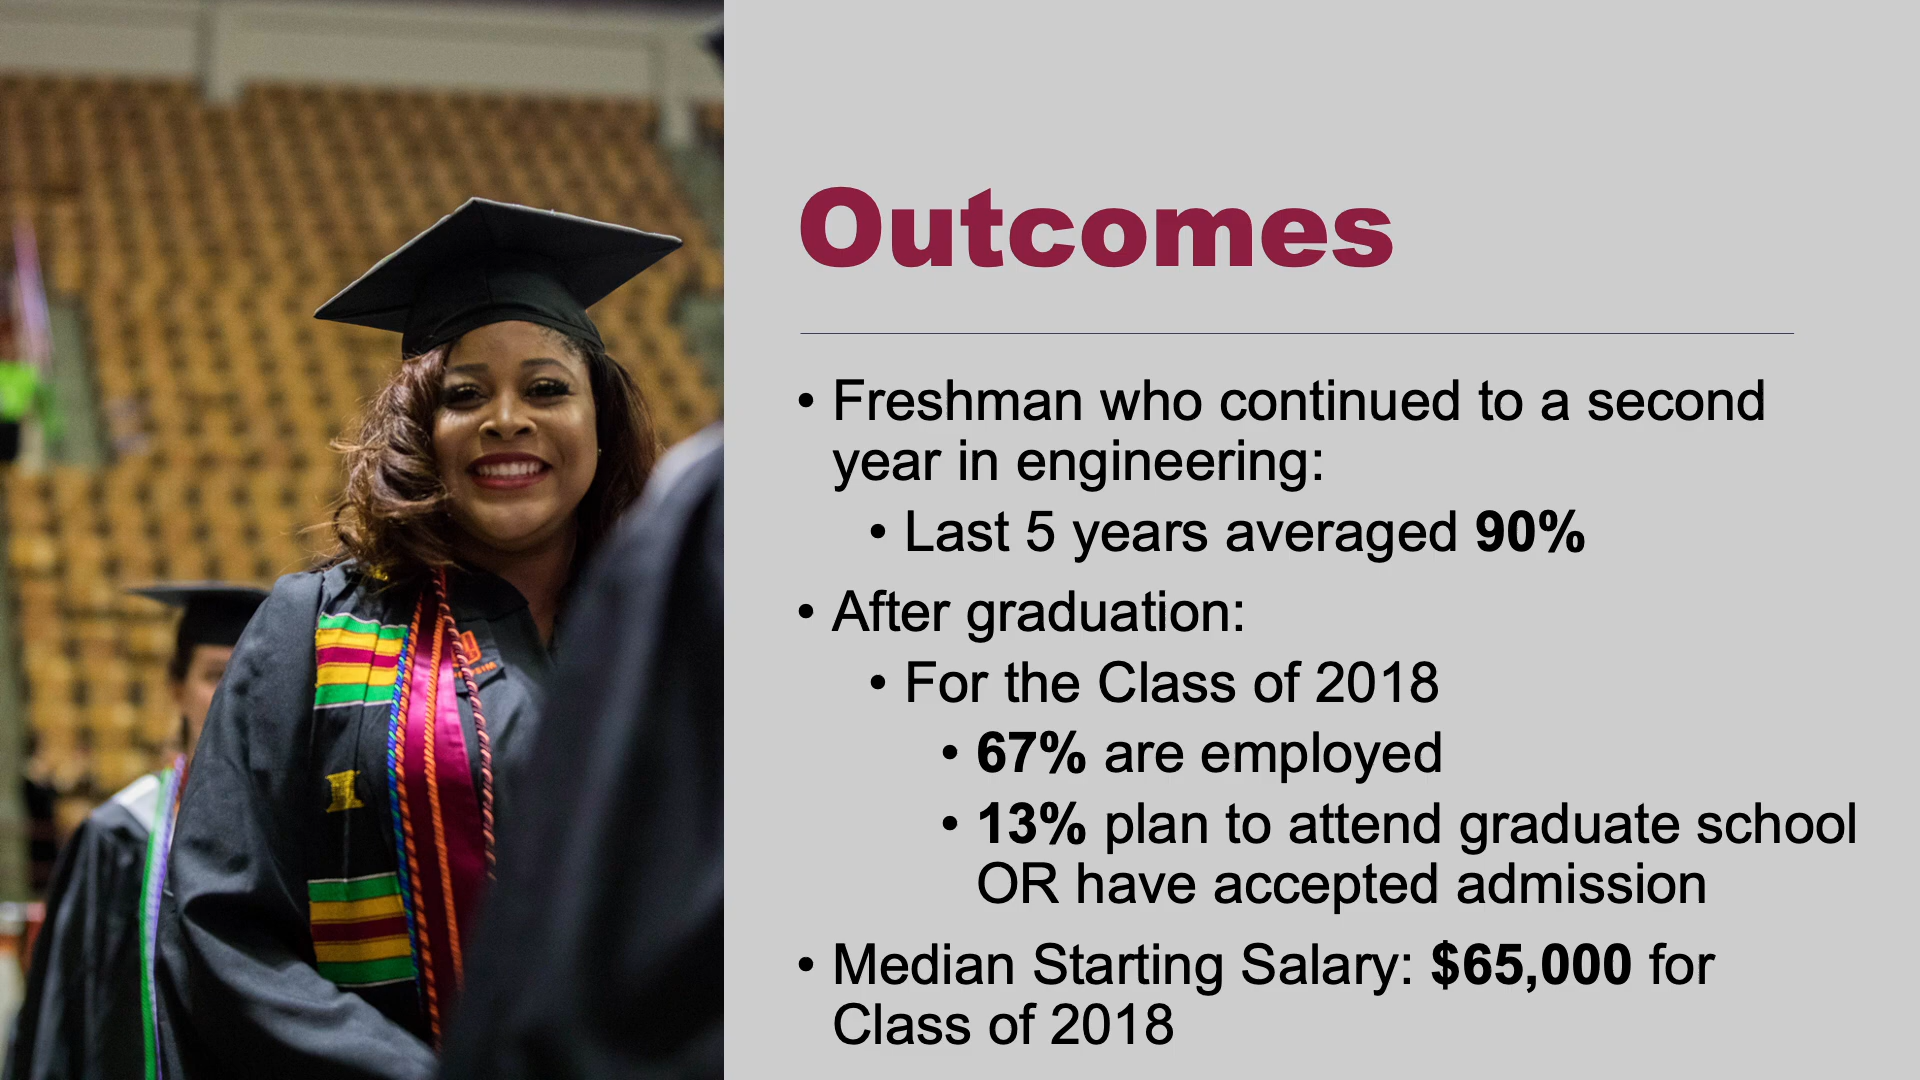 Outcomes
• Freshman who continued to a second
year in engineering:
• Last 5 years averaged 90%
• After graduation:
• For the Class of 2018
• 67% are employed
• 13% plan to attend graduate school
OR have accepted admission
• Median Starting Salary: $65,000 for
Class of 2018